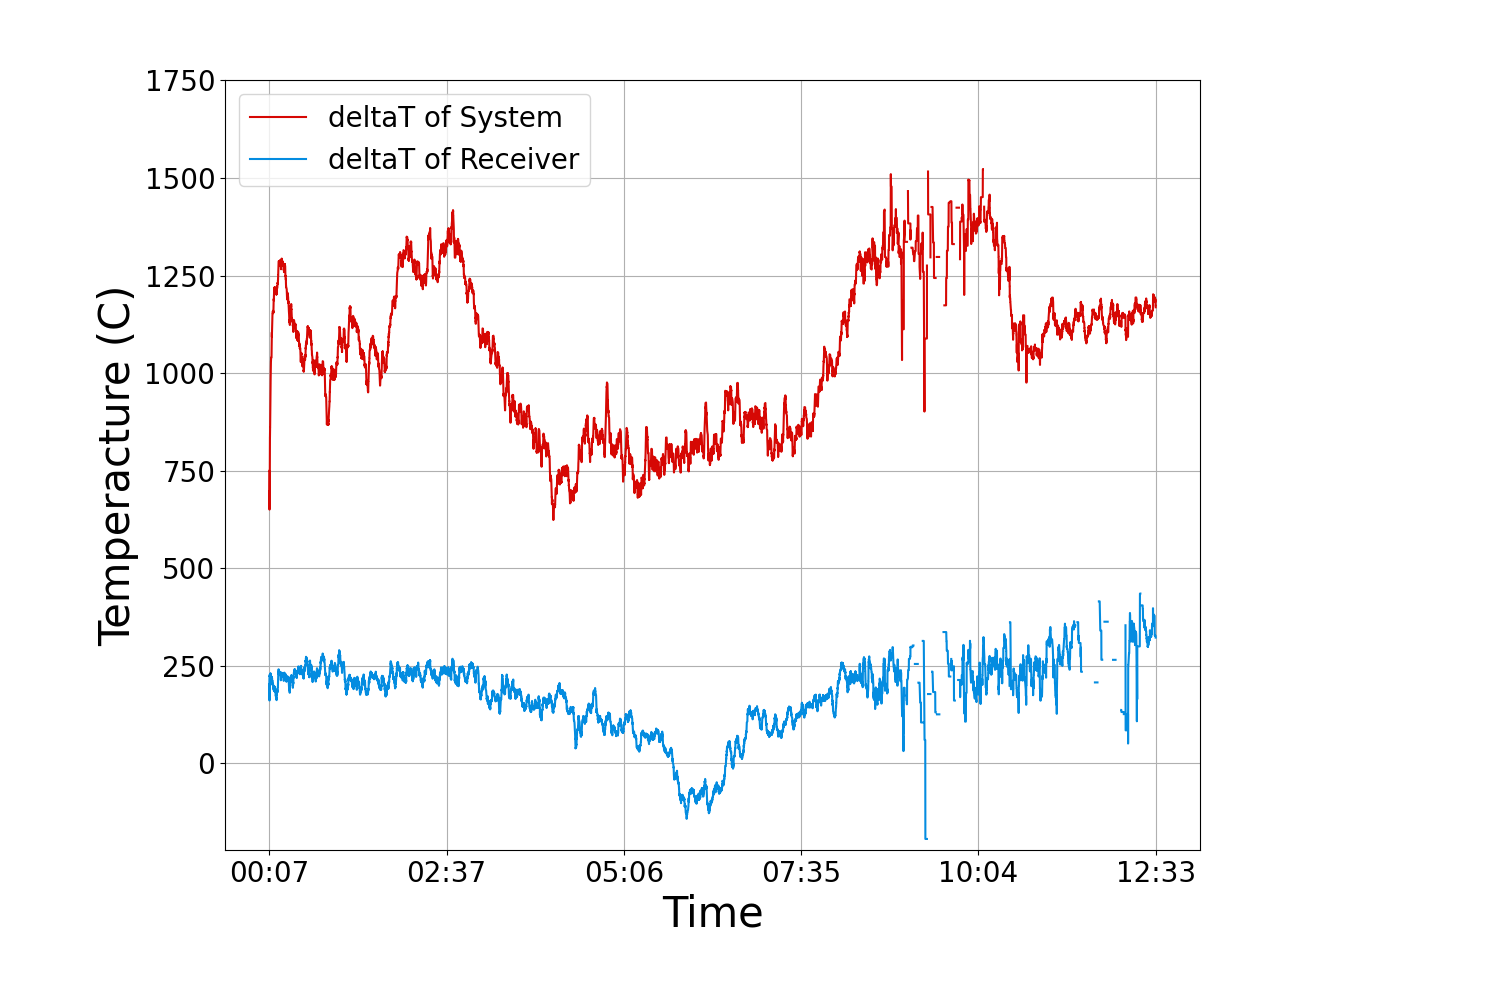 1750
1500
1250
1000
750
500
250
0
Temperacture (C)
deltaT of System
deltaT of Receiver
00:07 02:37 05:06 07:35 10:04 12:33
Time